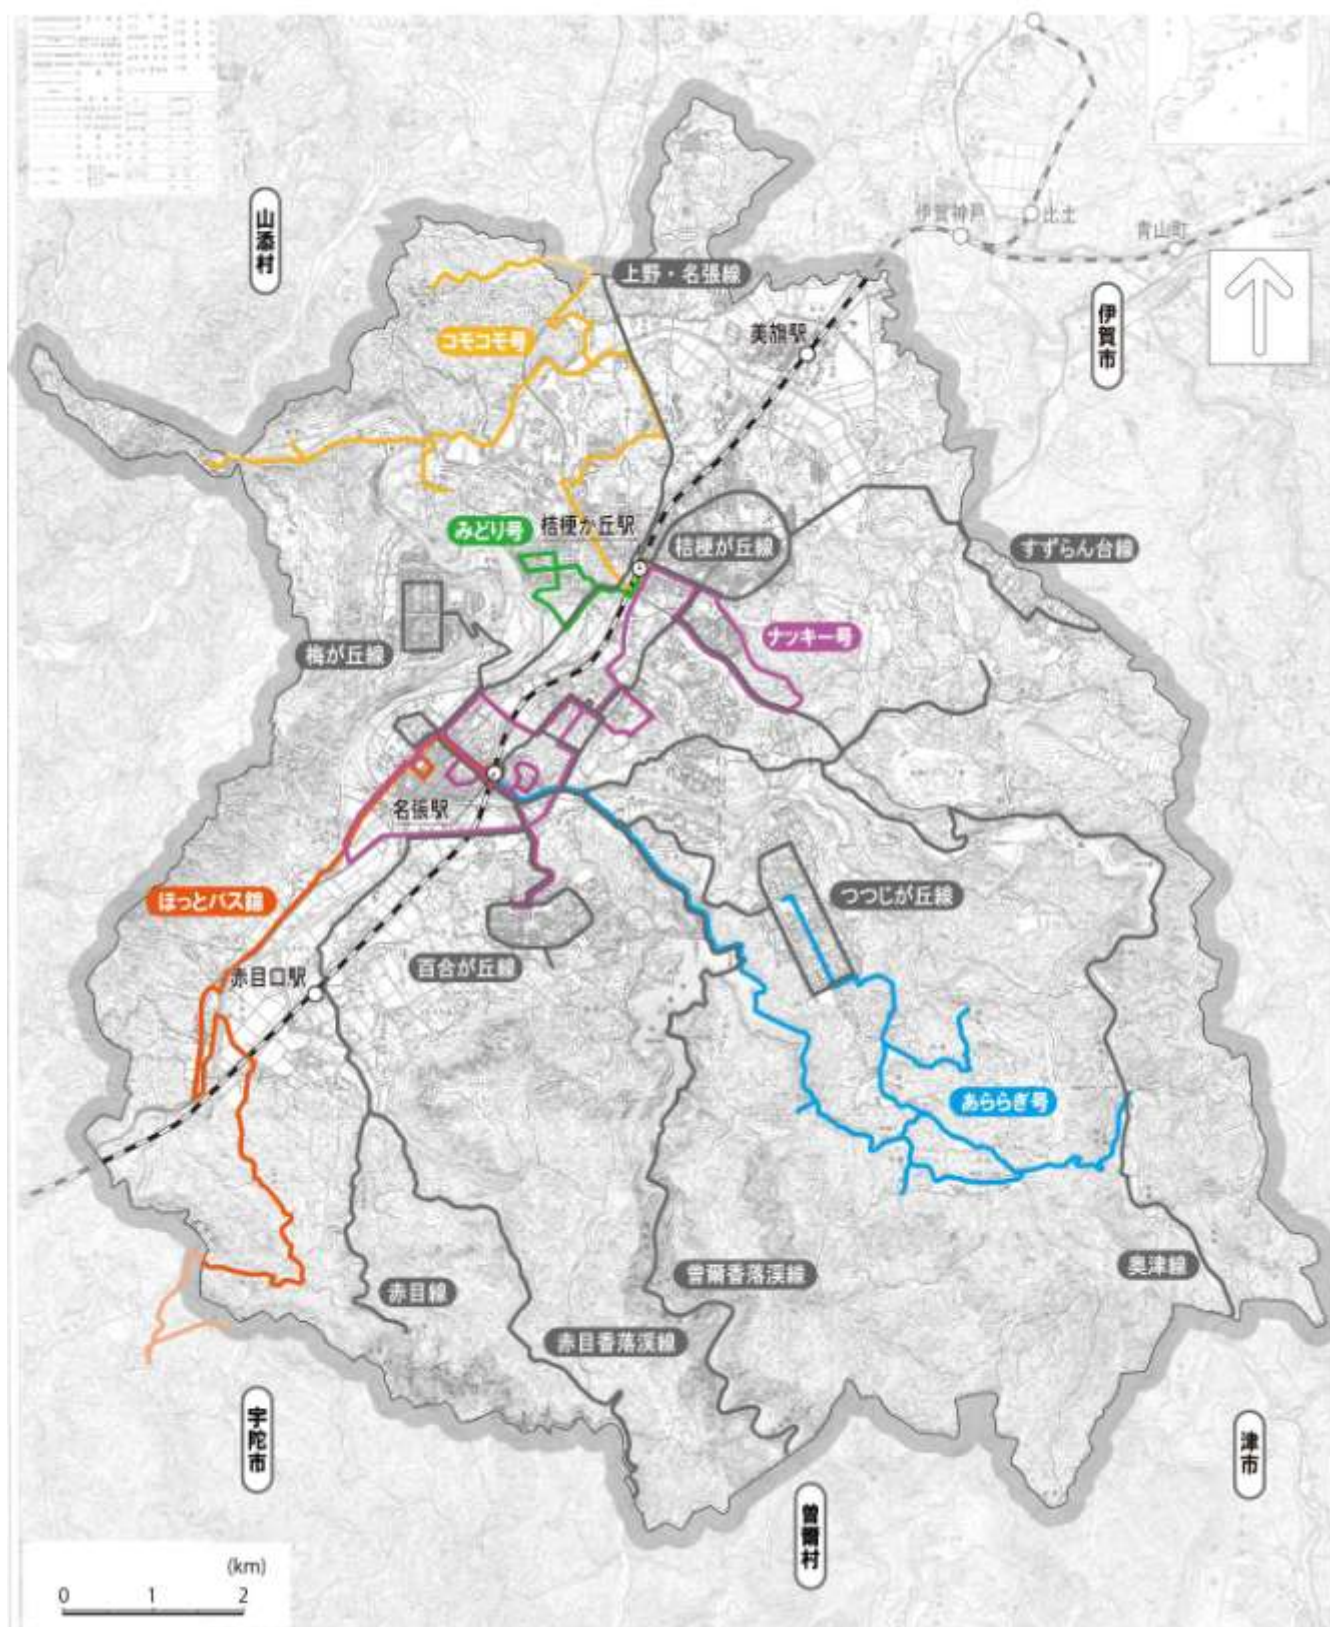 山添村
伊賀神戸
比土
青山町
上野・名張線
伊賀市
コモコモ号
美旗駅
みどり号
桔梗が丘駅
桔梗が丘線
すずらん台線
ナッキー号
梅が丘線
名張駅
ほっとバス錦
つつじが丘線
百合が丘線
赤目口駅
あららぎ号
曽爾香落渓線
奥津線
赤目線
赤目香落渓線
宇陀市
津市
曽爾村
(km)
0 1 2